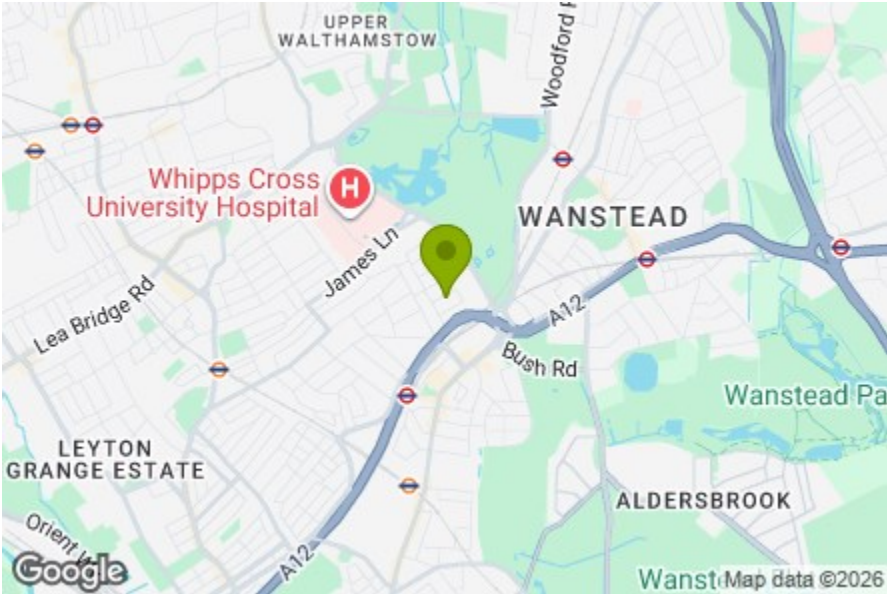 UPPER
WALTHAMSTOW
Woodford
Whipps Cross
University Hospital
H
WANSTEAD
James Ln
Lea Bridge Rd
A12
Bush Rd
Wanstead Pa
LEYTON
GRANGE ESTATE
ALDERSBROOK
Orient W
A12
Google
Wanst
Map data ©2026